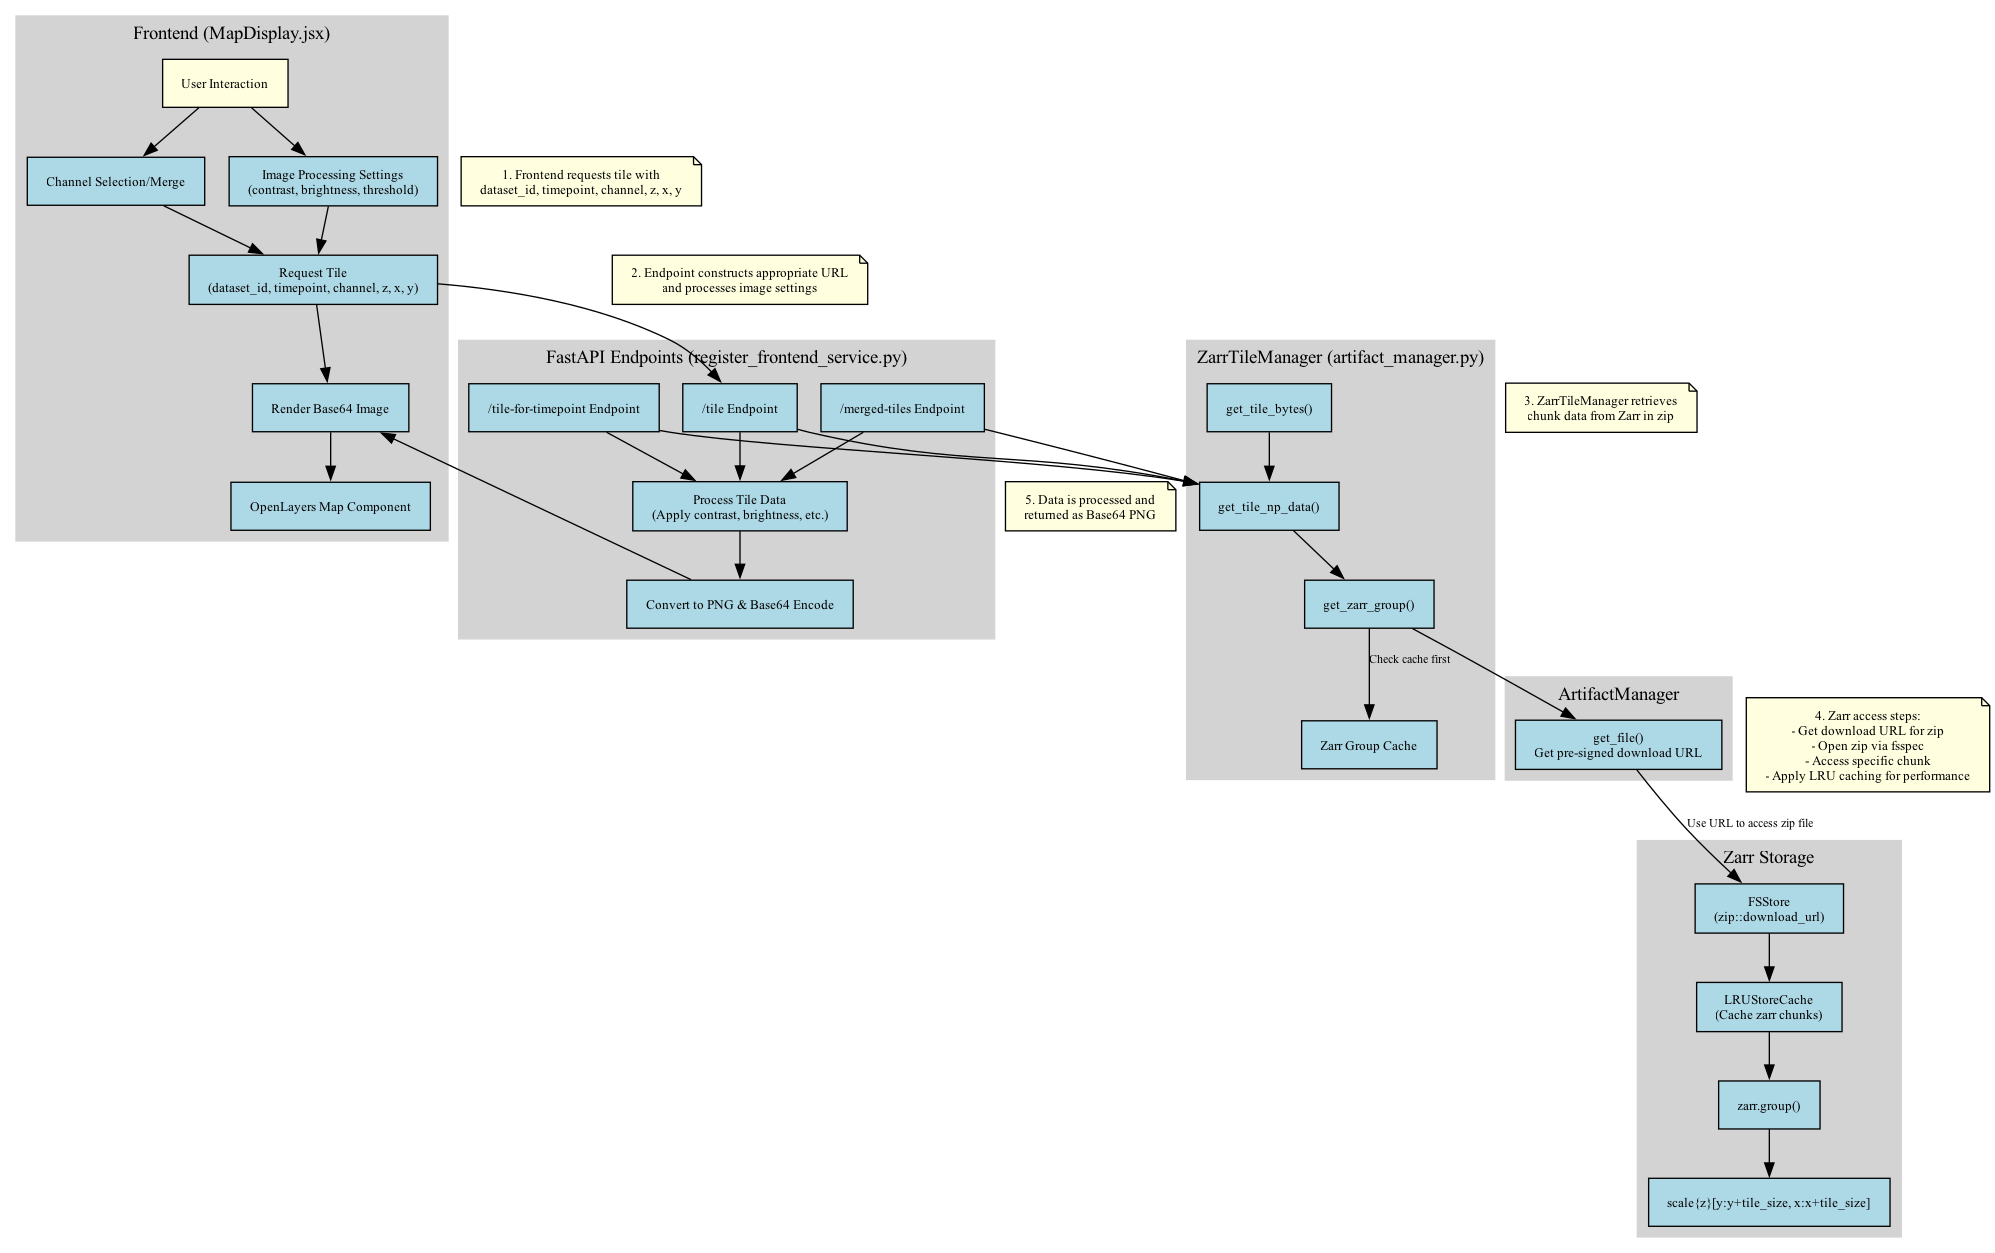 Frontend (MapDisplay.jsx)
User Interaction
Channel Selection/Merge
Image Processing Settings
(contrast, brightness, threshold)
Request Tile
(dataset_id, timepoint, channel, z, x, y)
Render Base64 Image
OpenLayers Map Component
1. Frontend requests tile with
dataset_id, timepoint, channel, z, x, y
2. Endpoint constructs appropriate URL
and processes image settings
FastAPI Endpoints (register_frontend_service.py)
/tile-for-timepoint Endpoint
/tile Endpoint
/merged-tiles Endpoint
Process Tile Data
(Apply contrast, brightness, etc.)
Convert to PNG & Base64 Encode
5. Data is processed and
returned as Base64 PNG
ZarrTileManager (artifact_manager.py)
get_tile_bytes()
get_tile_np_data()
get_zarr_group()
Check cache first
Zarr Group Cache
3. ZarrTileManager retrieves
chunk data from Zarr in zip
ArtifactManager
get_file()
Get pre-signed download URL
4. Zarr access steps:
- Get download URL for zip
- Open zip via fsspec
- Access specific chunk
- Apply LRU caching for performance
Use URL to access zip file
Zarr Storage
FSStore
(zip::download_url)
LRUStoreCache
(Cache zarr chunks)
zarr.group()
scale{z}[y:y+tile_size, x:x+tile_size]